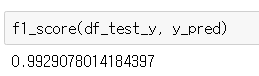 f1_score(df_test_y, y_pred)
0.9929078014184397